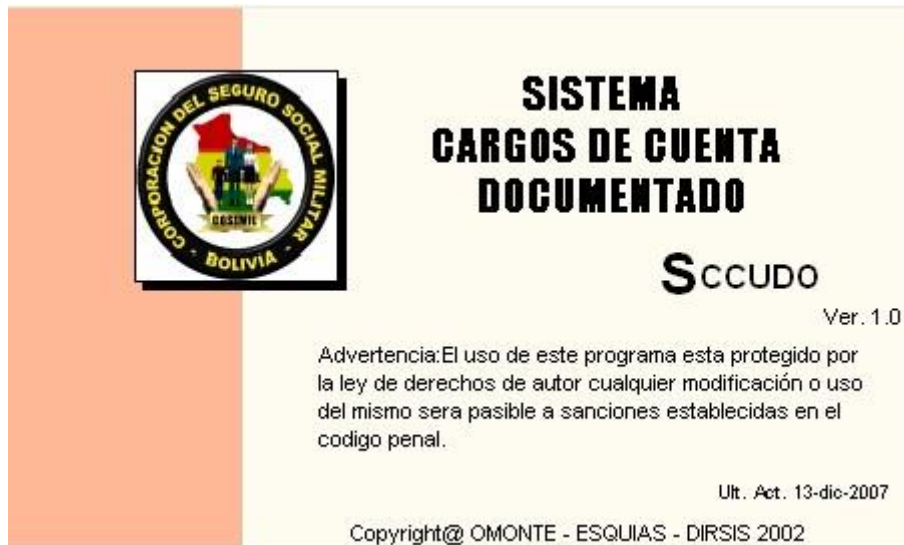 CORPORACION DEL SEGURO SOCIAL MILITAR
- BOLIVIA -
COSSMIL
SISTEMA
CARGOS DE CUENTA
DOCUMENTADO
SCCUDO
Ver. 1.0
Advertencia:El uso de este programa esta protegido por
la ley de derechos de autor cualquier modificación o uso
del mismo sera pasible a sanciones establecidas en el
codigo penal.
Ult. Act. 13-dic-2007
Copyright@ OMONTE - ESQUIAS - DIRSIS 2002